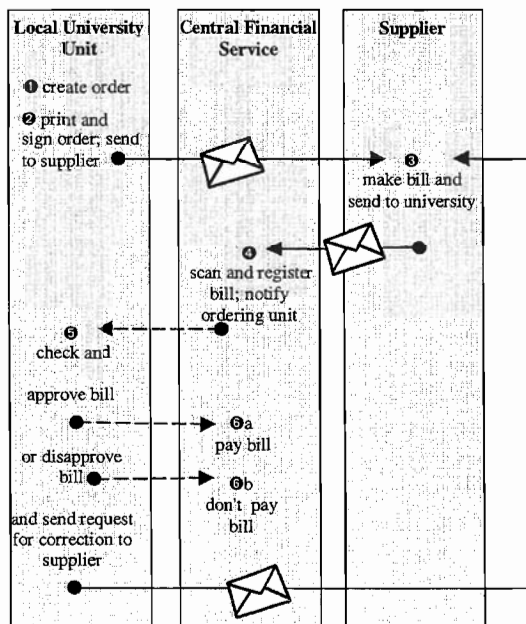 Local University
Unit
Central Financial
Service
Supplier
❶ create order
❷ print and
sign order; send
to supplier
❸
make bill and
send to university
❹
scan and register
bill; notify
ordering unit
❺
check and
approve bill
❻a
pay bill
or disapprove
bill
❻b
don't pay
bill
and send request
for correction to
supplier